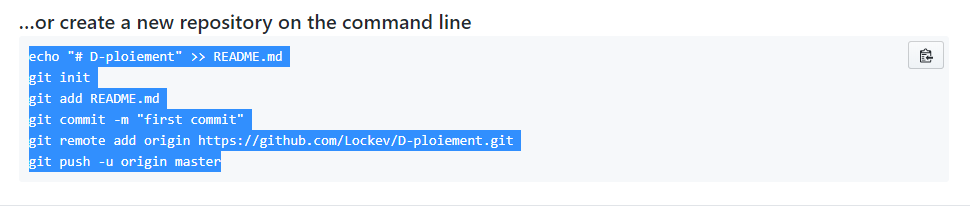 ...or create a new repository on the command line
echo "# D-ploiement" >> README.md
git init
git add README.md
git commit -m "first commit"
git remote add origin https://github.com/Lockev/D-ploiement.git
git push -u origin master